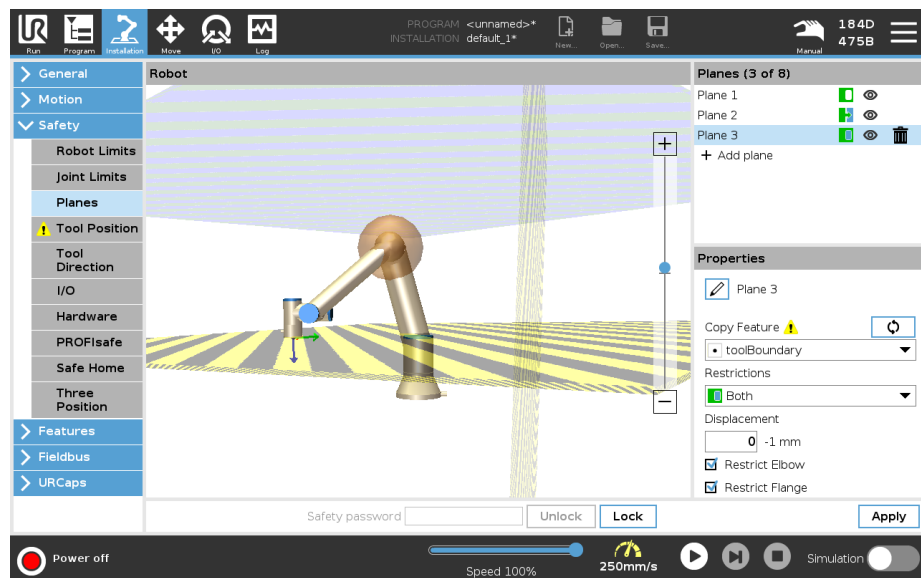 PROGRAM <unnamed>*
INSTALLATION default_1*
Run
Program
Installation
Move
I/O
Log
New...
Open...
Save...
Manual
184D
475B
General
Motion
Safety
Robot Limits
Joint Limits
Planes
Tool Position
Tool
Direction
I/O
Hardware
PROFIsafe
Safe Home
Three
Position
Features
Fieldbus
URCaps
Robot
+
−
Planes (3 of 8)
Plane 1
Plane 2
Plane 3
+ Add plane
Properties
Plane 3
Copy Feature
toolBoundary
Restrictions
Both
Displacement
0 -1 mm
Restrict Elbow
Restrict Flange
Safety password
Unlock
Lock
Apply
Power off
Speed 100%
250mm/s
Simulation